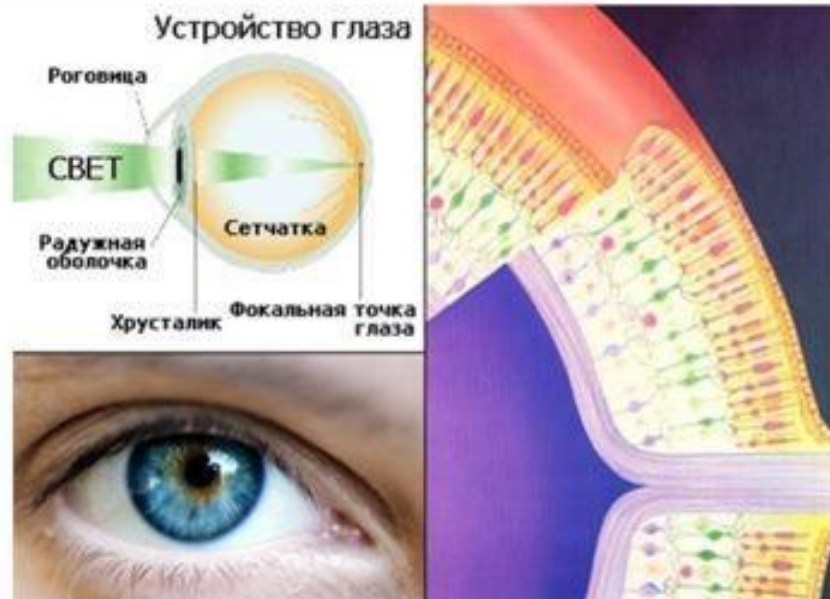 Устройство глаза
Роговица
СВЕТ
Сетчатка
Радужная
оболочка
Хрусталик
Фокальная точка
глаза